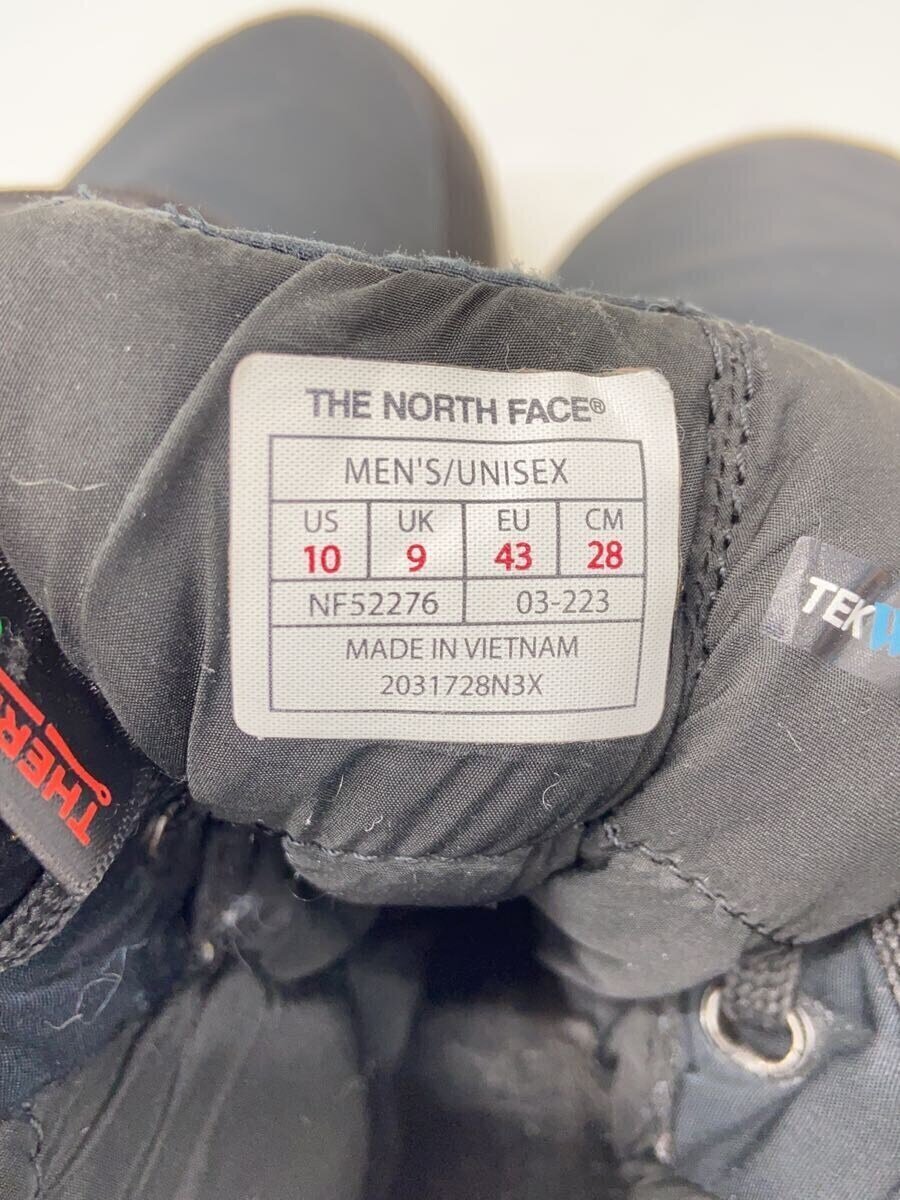 THE NORTH FACE®
MEN'S/UNISEX
US UK EU CM
10 9 43 28
NF52276 03-223
MADE IN VIETNAM
2031728N3X